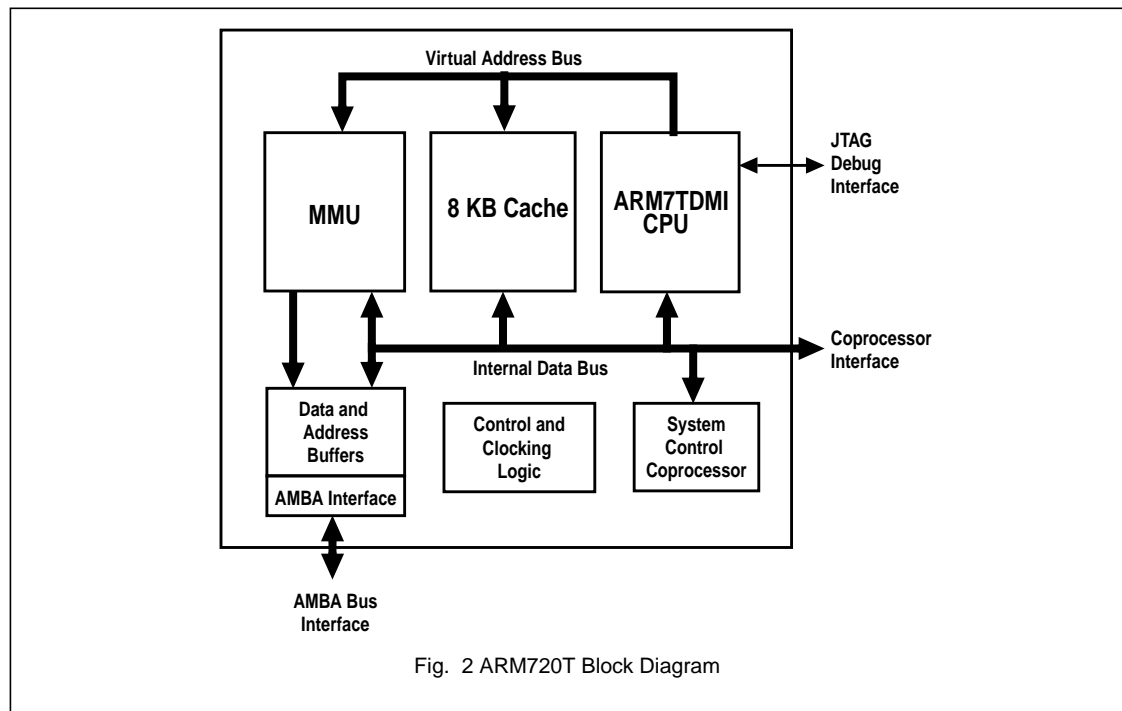 Virtual Address Bus
MMU
8 KB Cache
ARM7TDMI
CPU
JTAG
Debug
Interface
Internal Data Bus
Coprocessor
Interface
Data and
Address
Buffers
AMBA Interface
Control and
Clocking
Logic
System
Control
Coprocessor
AMBA Bus
Interface
Fig. 2 ARM720T Block Diagram